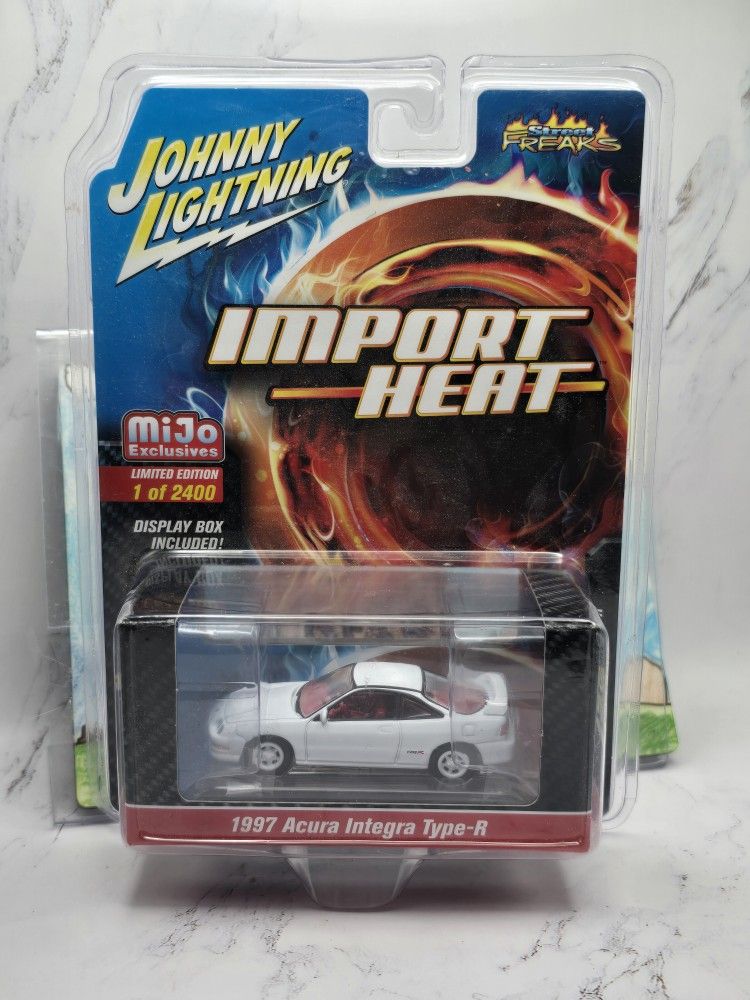 JOHNNY
LIGHTNING
Street
FREAKS
IMPORT
HEAT
MiJo
Exclusives
LIMITED EDITION
1 of 2400
DISPLAY BOX
INCLUDED!
1997 Acura Integra Type-R